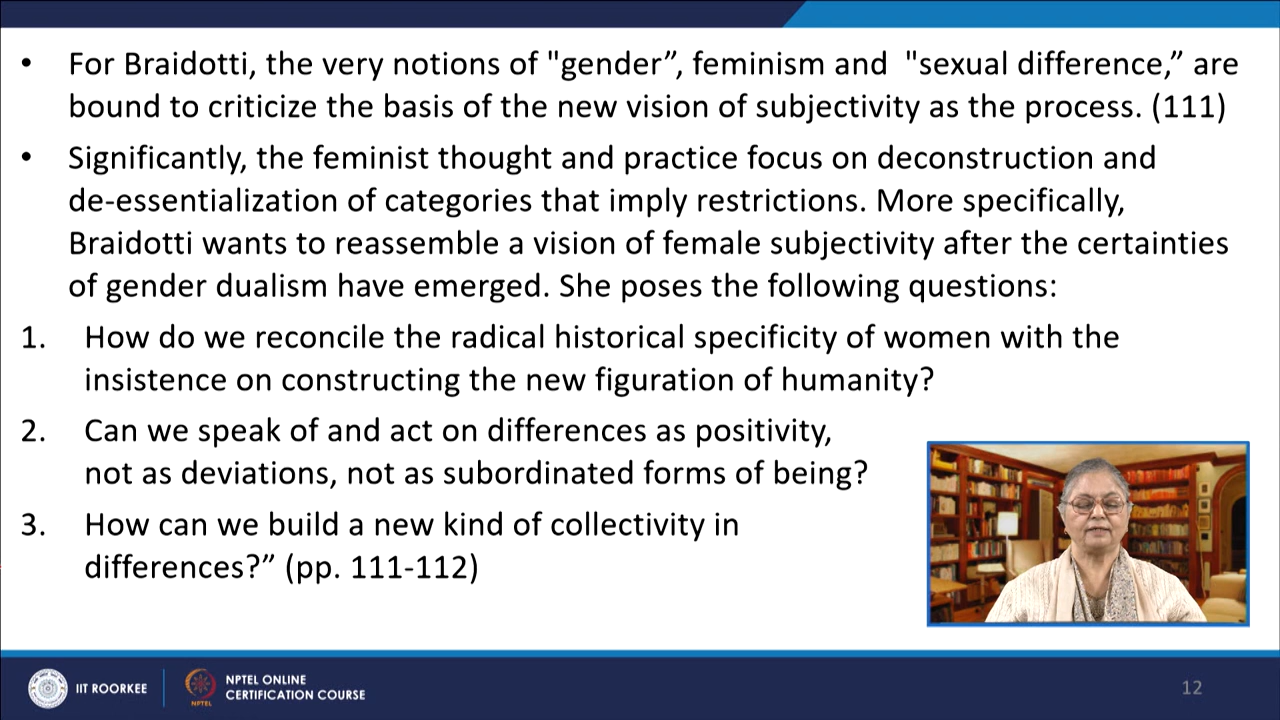 • For Braidotti, the very notions of "gender”, feminism and "sexual difference,” are
bound to criticize the basis of the new vision of subjectivity as the process. (111)
• Significantly, the feminist thought and practice focus on deconstruction and
de-essentialization of categories that imply restrictions. More specifically,
Braidotti wants to reassemble a vision of female subjectivity after the certainties
of gender dualism have emerged. She poses the following questions:
1. How do we reconcile the radical historical specificity of women with the
insistence on constructing the new figuration of humanity?
2. Can we speak of and act on differences as positivity,
not as deviations, not as subordinated forms of being?
3. How can we build a new kind of collectivity in
differences?” (pp. 111-112)
IIT ROORKEE
NPTEL
NPTEL ONLINE
CERTIFICATION COURSE
12